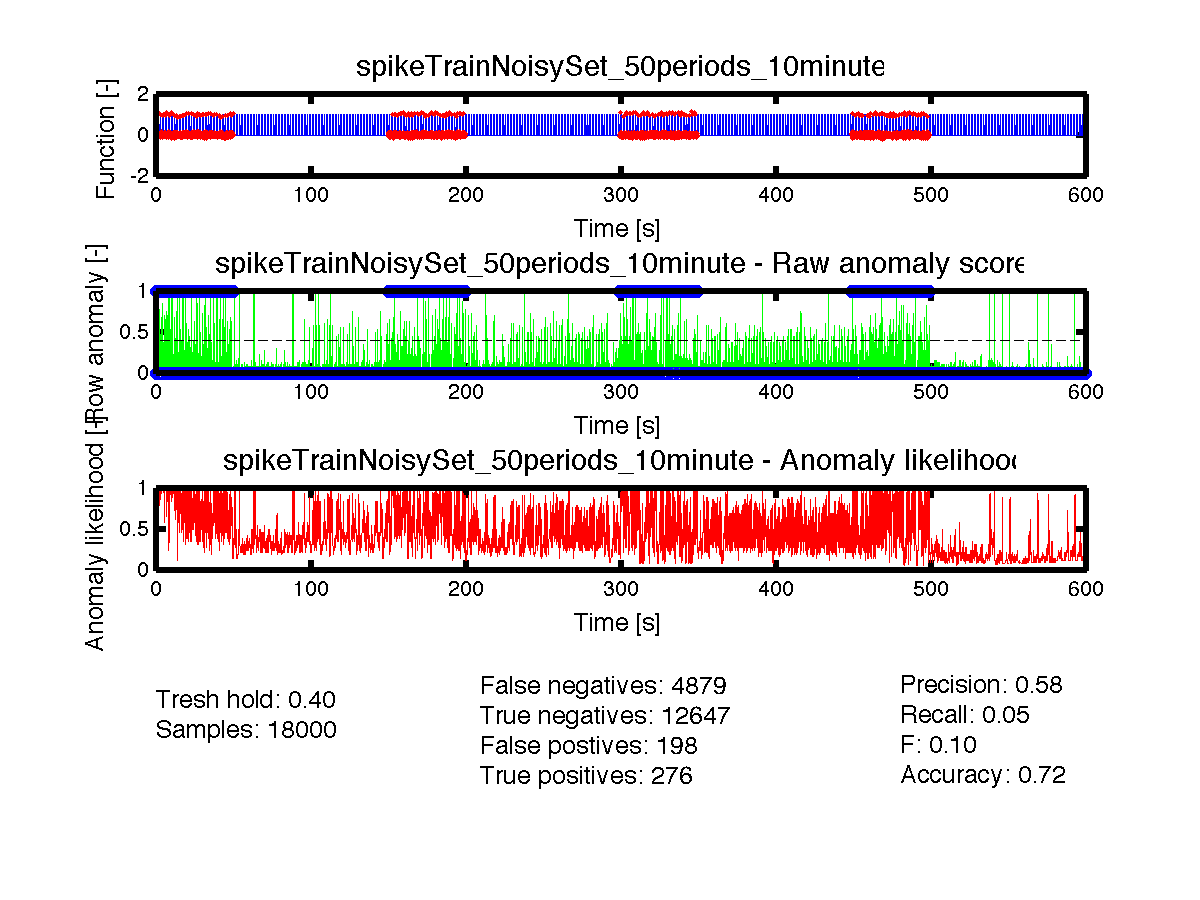 spikeTrainNoisySet_50periods_10minute
Function [-]
2
0
-2
0 100 200 300 400 500 600
Time [s]
spikeTrainNoisySet_50periods_10minute - Raw anomaly score
Row anomaly [-]
1
0.5
0
0 100 200 300 400 500 600
Time [s]
spikeTrainNoisySet_50periods_10minute - Anomaly likelihood
Anomaly likelihood [-]
1
0.5
0
0 100 200 300 400 500 600
Time [s]
Tresh hold: 0.40
Samples: 18000
False negatives: 4879
True negatives: 12647
False postives: 198
True positives: 276
Precision: 0.58
Recall: 0.05
F: 0.10
Accuracy: 0.72